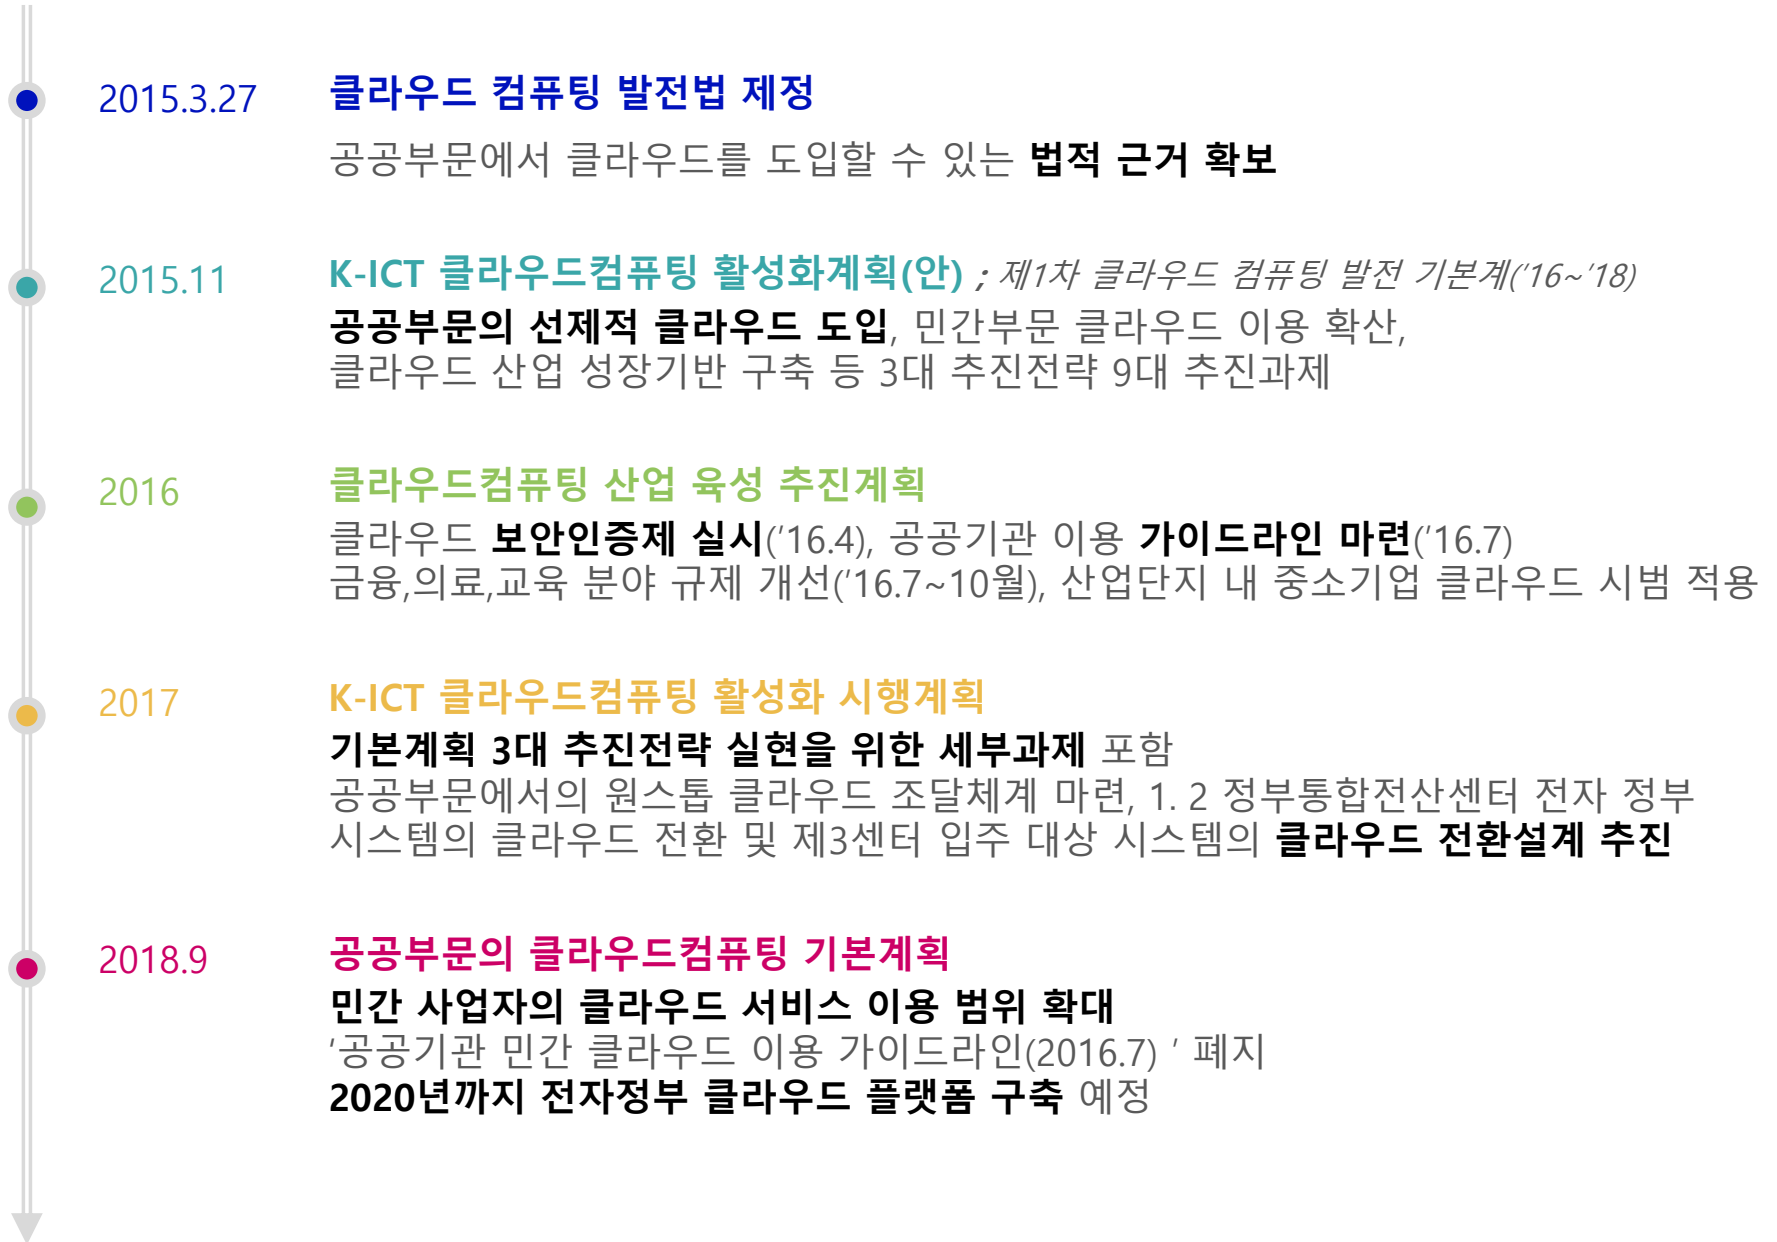 2015.3.27 클라우드 컴퓨팅 발전법 제정
공공부문에서 클라우드를 도입할 수 있는 법적 근거 확보
2015.11 K-ICT 클라우드컴퓨팅 활성화계획(안) ; 제1차 클라우드 컴퓨팅 발전 기본계(’16~’18)
공공부문의 선제적 클라우드 도입, 민간부문 클라우드 이용 확산,
클라우드 산업 성장기반 구축 등 3대 추진전략 9대 추진과제
2016 클라우드컴퓨팅 산업 육성 추진계획
클라우드 보안인증제 실시(’16.4), 공공기관 이용 가이드라인 마련(’16.7)
금융,의료,교육 분야 규제 개선(’16.7~10월), 산업단지 내 중소기업 클라우드 시범 적용
2017 K-ICT 클라우드컴퓨팅 활성화 시행계획
기본계획 3대 추진전략 실현을 위한 세부과제 포함
공공부문에서의 원스톱 클라우드 조달체계 마련, 1. 2 정부통합전산센터 전자 정부
시스템의 클라우드 전환 및 제3센터 입주 대상 시스템의 클라우드 전환설계 추진
2018.9 공공부문의 클라우드컴퓨팅 기본계획
민간 사업자의 클라우드 서비스 이용 범위 확대
‘공공기관 민간 클라우드 이용 가이드라인(2016.7) ’ 폐지
2020년까지 전자정부 클라우드 플랫폼 구축 예정